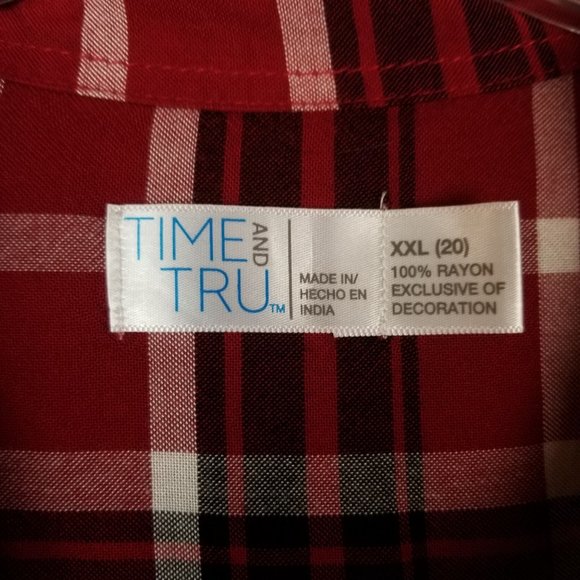 TIME AND
TRU™
MADE IN/
HECHO EN
INDIA
XXL (20)
100% RAYON
EXCLUSIVE OF
DECORATION